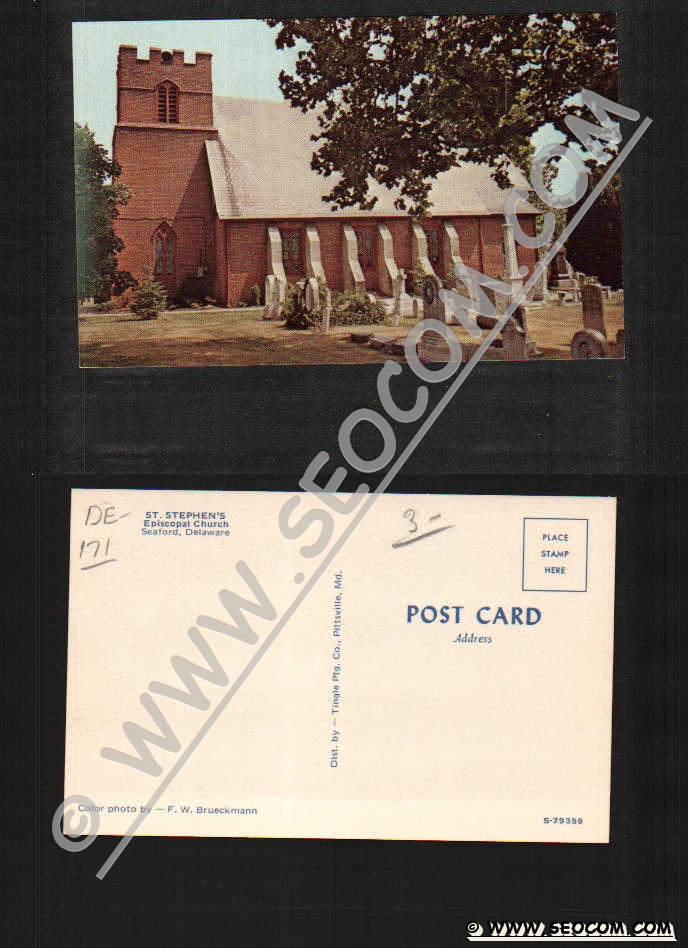 © WWW.SEOCOM.COM
DE-
171
ST. STEPHEN'S
Episcopal Church
Seaford, Delaware
3-
PLACE
STAMP
HERE
POST CARD
Address
Dist. by — Tingle Ptg. Co., Pittsville, Md.
Color photo by — F. W. Brueckmann
S-79359
© WWW.SEOCOM.COM